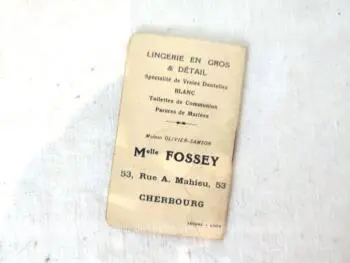 LINGERIE EN GROS
& DÉTAIL
Spécialité de Vraies Dentelles
BLANC
Toilettes de Communion
Parures de Mariées
Maison OLIVIER-SAMSON
Melle FOSSEY
53, Rue A. Mahieu, 53
CHERBOURG